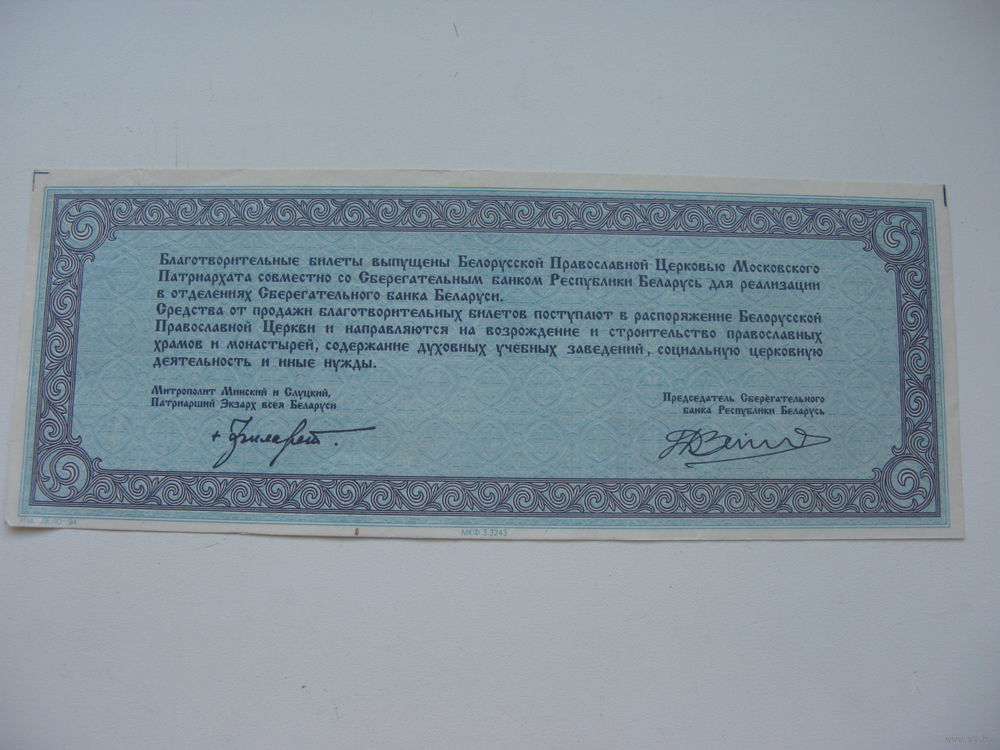 Благотворительные билеты выпущены Белорусской Православной Церковью Московского
Патриархата совместно со Сберегательным банком Республики Беларусь для реализации
в отделениях Сберегательного банка Беларуси.
Средства от продажи благотворительных билетов поступают в распоряжение Белорусской
Православной Церкви и направляются на возрождение и строительство православных
храмов и монастырей, содержание духовных учебных заведений, социальную церковную
деятельность и иные нужды.
Митрополит Минский и Слуцкий,
Патриарший Экзарх всея Беларуси
Председатель Сберегательного
банка Республики Беларусь
+ Филарет.
МКФ З.3243